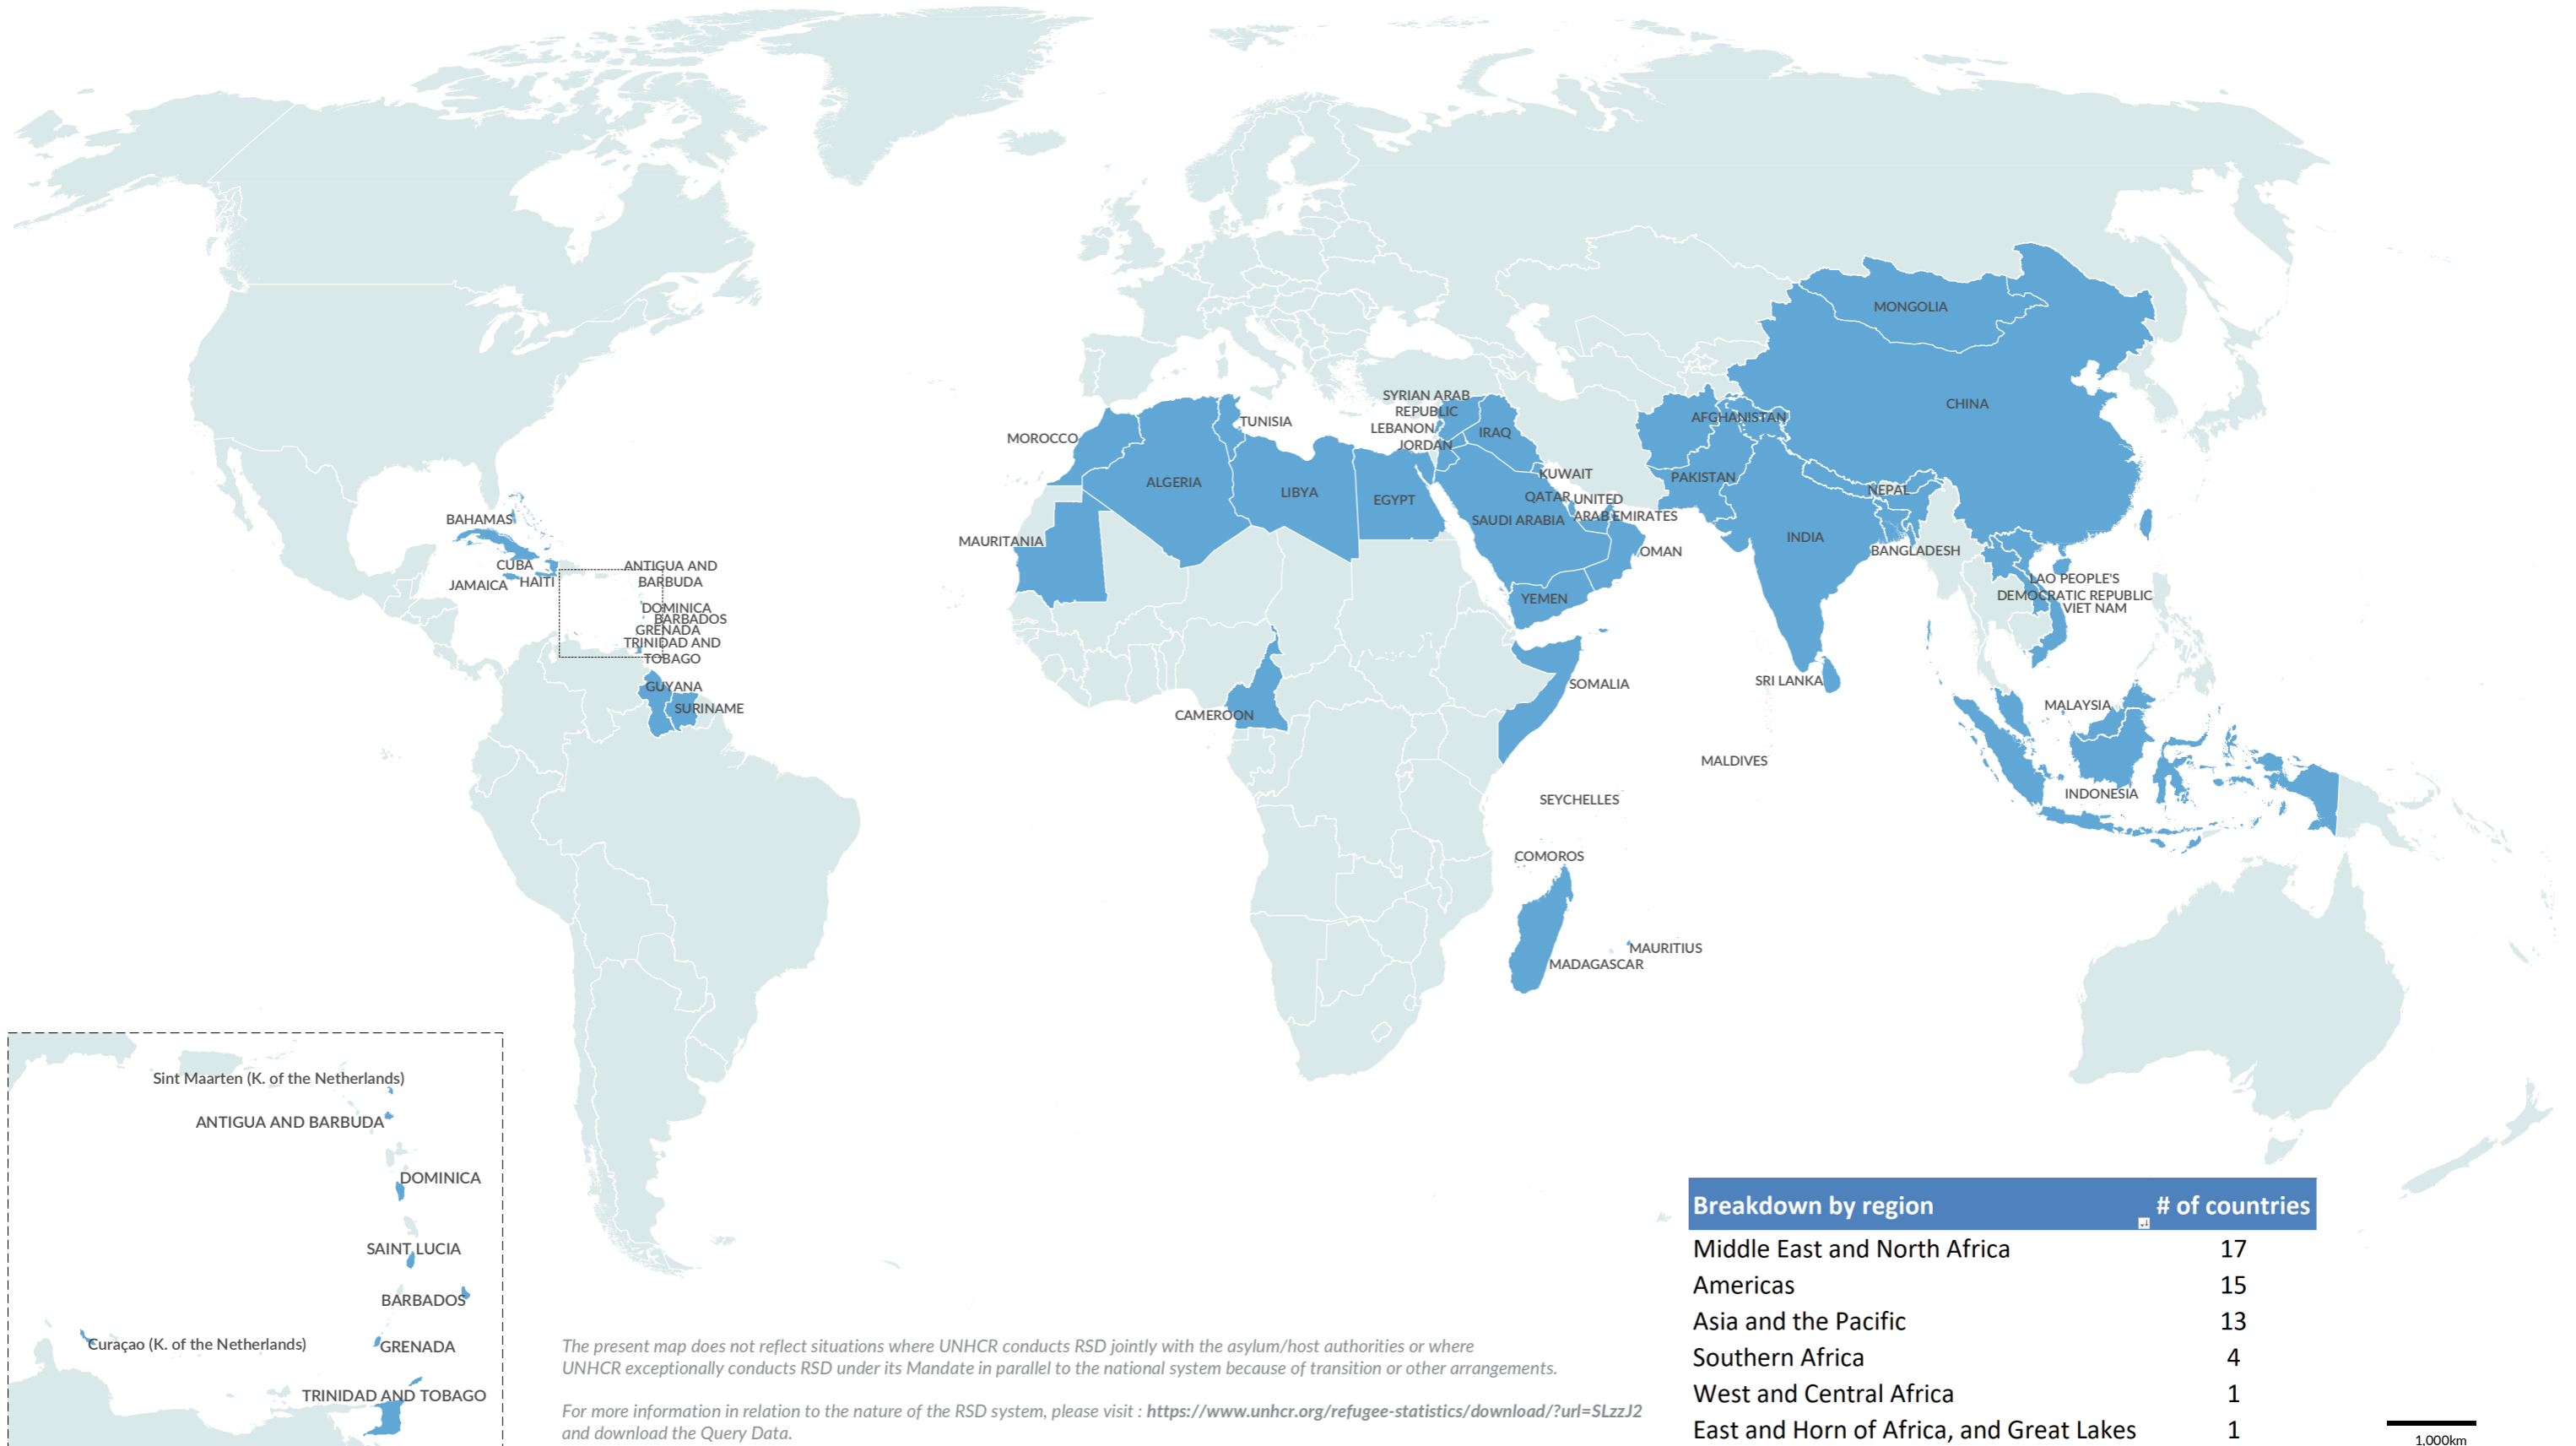 MONGOLIA
CHINA
SYRIAN ARAB
REPUBLIC
LEBANON
JORDAN
IRAQ
AFGHANISTAN
TUNISIA
MOROCCO
KUWAIT
PAKISTAN
ALGERIA
LIBYA
EGYPT
NEPAL
QATAR
UNITED
ARAB EMIRATES
SAUDI ARABIA
BAHAMAS
INDIA
MAURITANIA
OMAN
BANGLADESH
CUBA
JAMAICA
HAITI
ANTIGUA AND
BARBUDA
LAO PEOPLE'S
DEMOCRATIC REPUBLIC
VIET NAM
YEMEN
DOMINICA
BARBADOS
GRENADA
TRINIDAD AND
TOBAGO
GUYANA
SURINAME
SOMALIA
SRI LANKA
CAMEROON
MALAYSIA
MALDIVES
INDONESIA
SEYCHELLES
COMOROS
MAURITIUS
MADAGASCAR
Sint Maarten (K. of the Netherlands)
ANTIGUA AND BARBUDA
DOMINICA
SAINT LUCIA
BARBADOS
Curaçao (K. of the Netherlands)
GRENADA
TRINIDAD AND TOBAGO
The present map does not reflect situations where UNHCR conducts RSD jointly with the asylum/host authorities or where
UNHCR exceptionally conducts RSD under its Mandate in parallel to the national system because of transition or other arrangements.
For more information in relation to the nature of the RSD system, please visit : https://www.unhcr.org/refugee-statistics/download/?url=SLzzJ2
and download the Query Data.
Breakdown by region # of countries
Middle East and North Africa 17
Americas 15
Asia and the Pacific 13
Southern Africa 4
West and Central Africa 1
East and Horn of Africa, and Great Lakes 1
1,000km